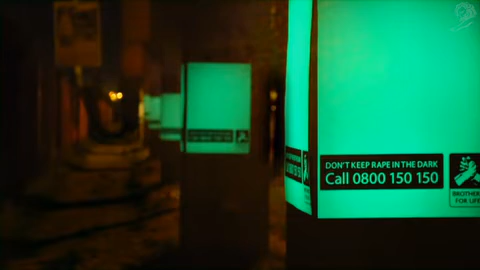 DON'T KEEP RAPE IN THE DARK
Call 0800 150 150
BROTHERS
FOR LIFE